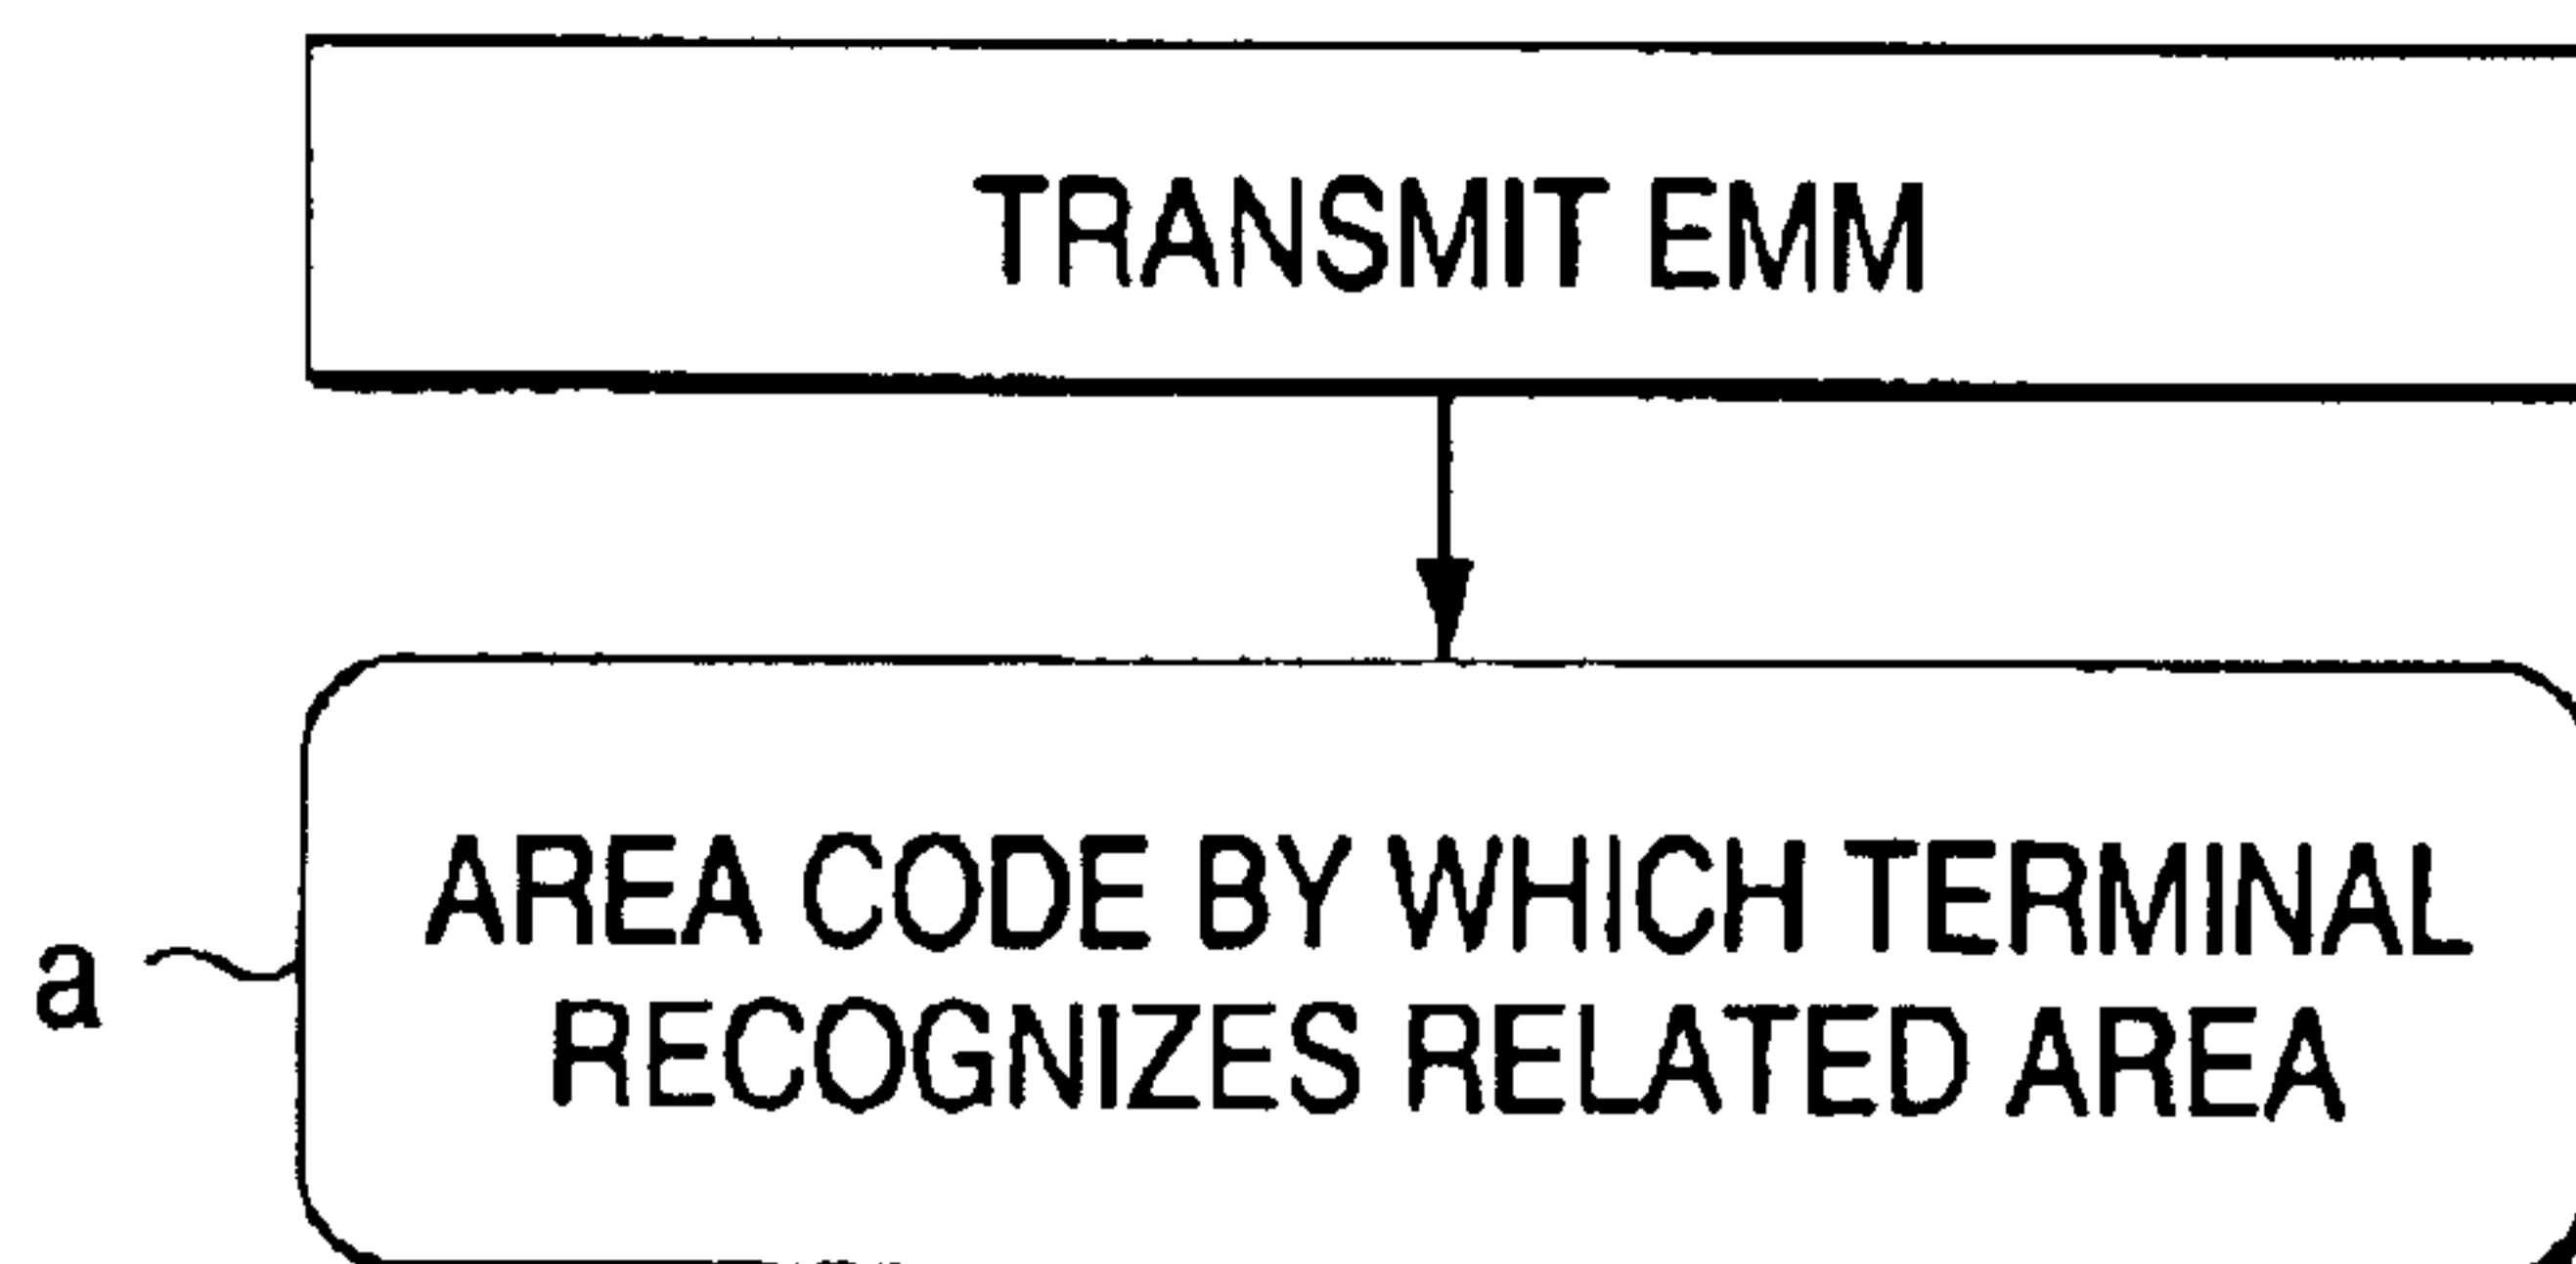 TRANSMIT EMM
AREA CODE BY WHICH TERMINAL
RECOGNIZES RELATED AREA
a